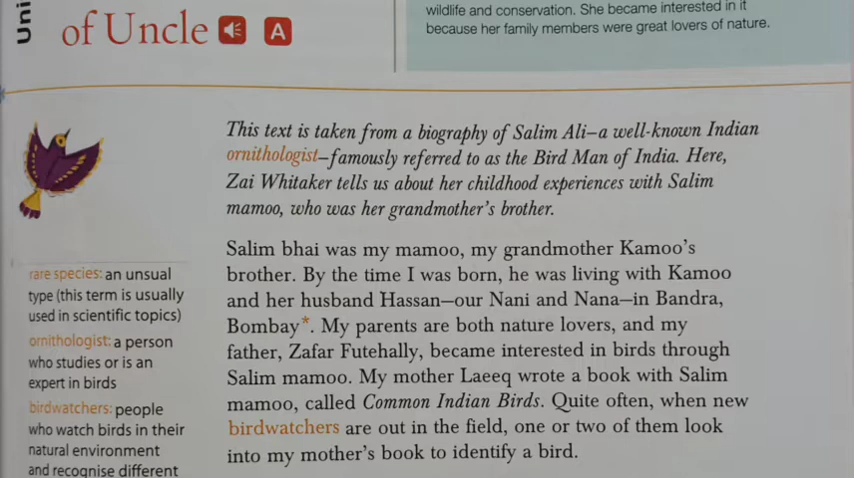 Uni
of Uncle
A
wildlife and conservation. She became interested in it
because her family members were great lovers of nature.
This text is taken from a biography of Salim Ali—a well-known Indian
ornithologist—famously referred to as the Bird Man of India. Here,
Zai Whitaker tells us about her childhood experiences with Salim
mamoo, who was her grandmother's brother.
Salim bhai was my mamoo, my grandmother Kamoo's
brother. By the time I was born, he was living with Kamoo
and her husband Hassan—our Nani and Nana—in Bandra,
Bombay*. My parents are both nature lovers, and my
father, Zafar Futehally, became interested in birds through
Salim mamoo. My mother Laeeq wrote a book with Salim
mamoo, called Common Indian Birds. Quite often, when new
birdwatchers are out in the field, one or two of them look
into my mother's book to identify a bird.
rare species: an unsual
type (this term is usually
used in scientific topics)
ornithologist: a person
who studies or is an
expert in birds
birdwatchers: people
who watch birds in their
natural environment
and recognise different